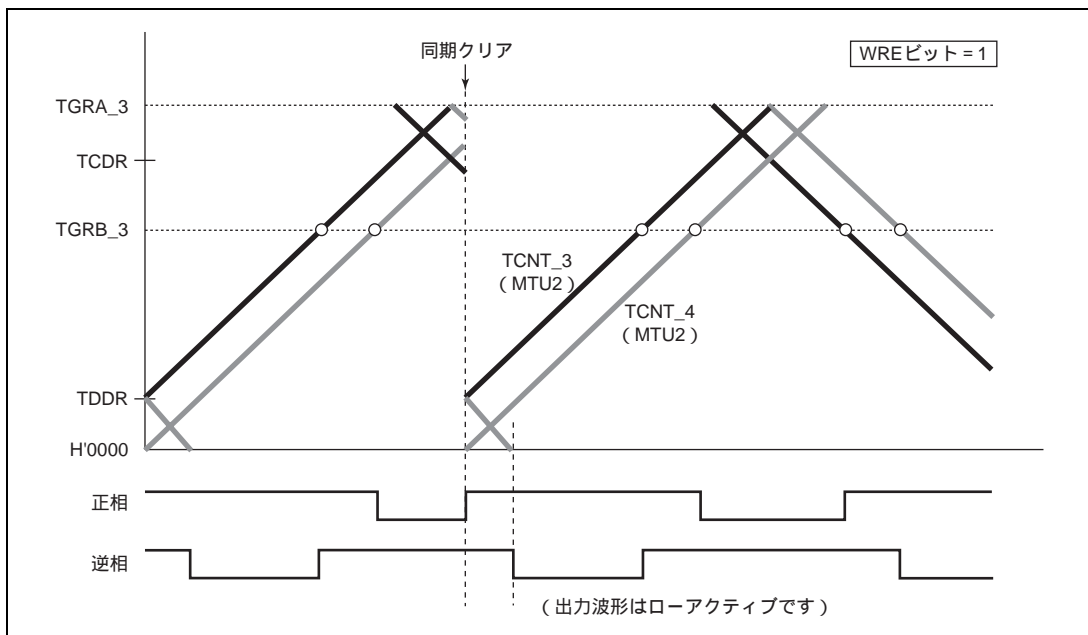 同期クリア
WREビット = 1
TGRA_3
TCDR
TGRB_3
TCNT_3
（MTU2）
TCNT_4
（MTU2）
TDDR
H'0000
正相
逆相
（出力波形はローアクティブです）